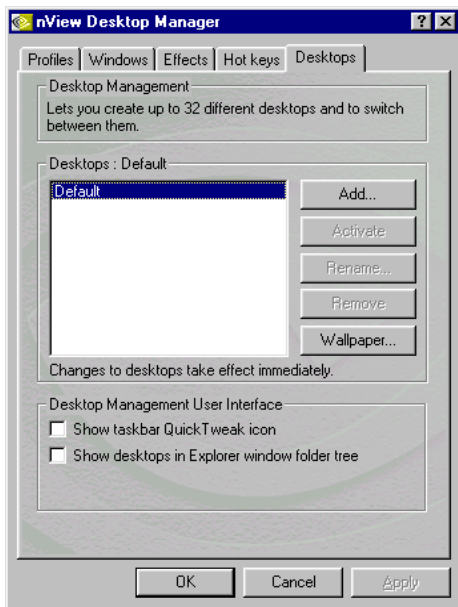 nView Desktop Manager
Profiles Windows Effects Hot keys Desktops
Desktop Management
Lets you create up to 32 different desktops and to switch
between them.
Desktops : Default
Default
Add...
Activate
Rename...
Remove
Wallpaper...
Changes to desktops take effect immediately.
Desktop Management User Interface
Show taskbar QuickTweak icon
Show desktops in Explorer window folder tree
OK Cancel Apply